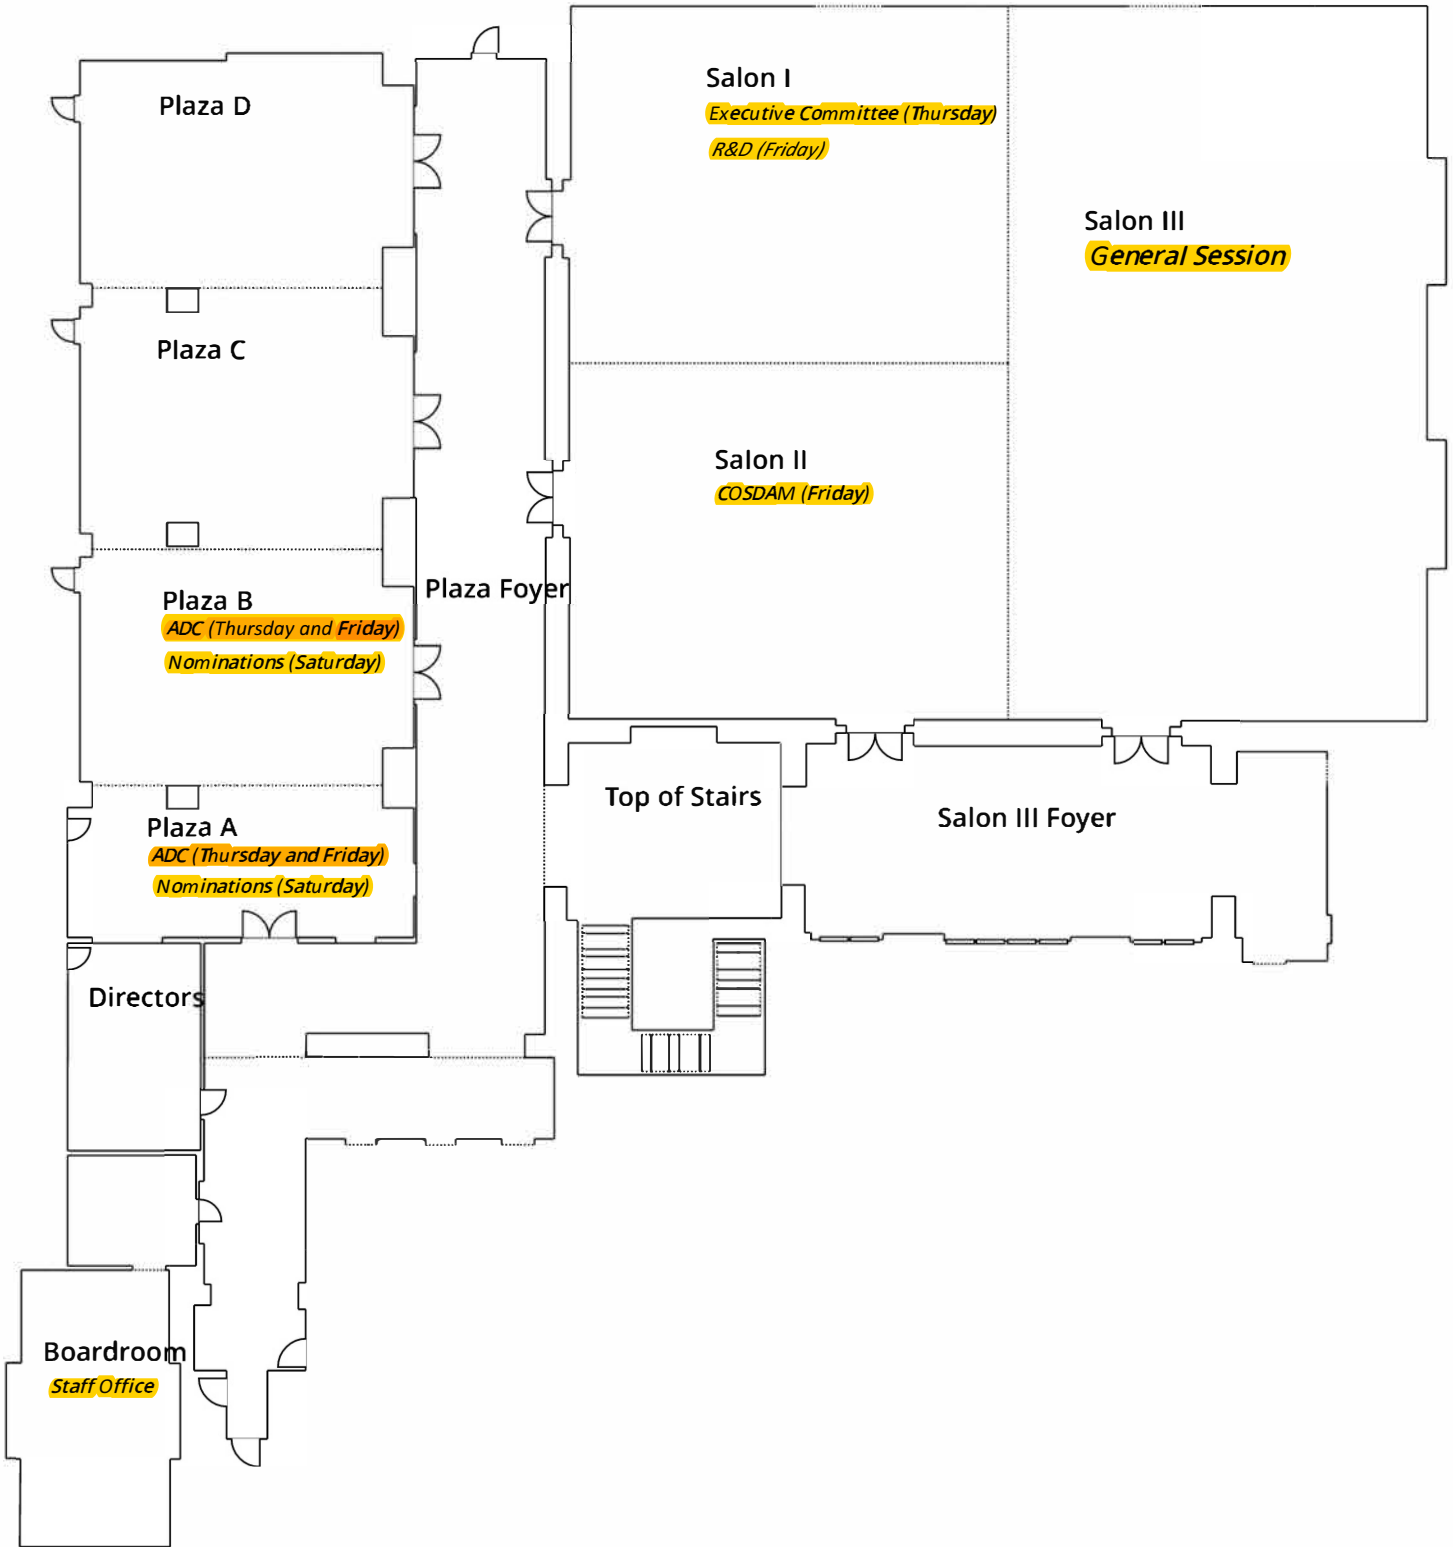 Plaza D
Plaza C
Plaza B
ADC (Thursday and Friday)
Nominations (Saturday)
Plaza A
ADC (Thursday and Friday)
Nominations (Saturday)
Directors
Boardroom
Staff Office
Plaza Foyer
Salon I
Executive Committee (Thursday)
R&D (Friday)
Salon II
COSDAM (Friday)
Salon III
General Session
Top of Stairs
Salon III Foyer